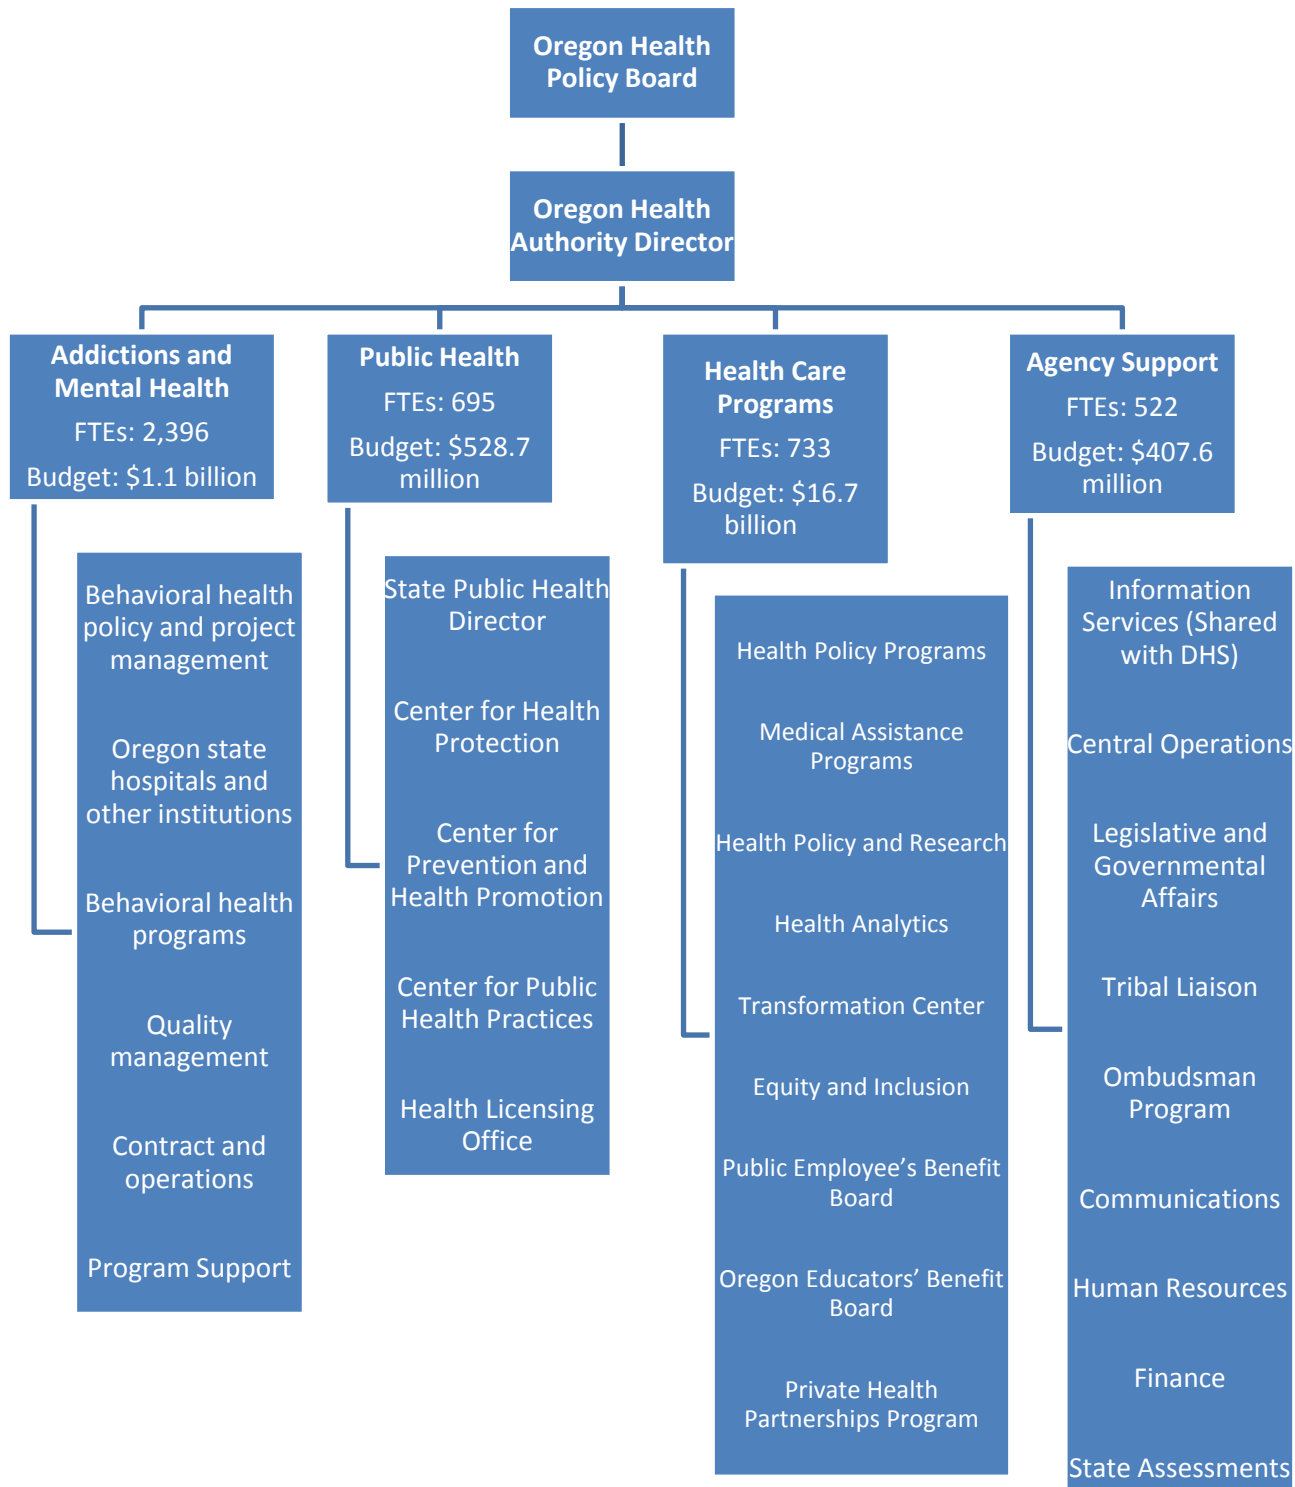 Oregon Health
Policy Board
Oregon Health
Authority Director
Addictions and
Mental Health
FTEs: 2,396
Budget: $1.1 billion
Behavioral health
policy and project
management
Oregon state
hospitals and
other institutions
Behavioral health
programs
Quality
management
Contract and
operations
Program Support
Public Health
FTEs: 695
Budget: $528.7
million
State Public Health
Director
Center for Health
Protection
Center for
Prevention and
Health Promotion
Center for Public
Health Practices
Health Licensing
Office
Health Care
Programs
FTEs: 733
Budget: $16.7
billion
Health Policy Programs
Medical Assistance
Programs
Health Policy and Research
Health Analytics
Transformation Center
Equity and Inclusion
Public Employee’s Benefit
Board
Oregon Educators’ Benefit
Board
Private Health
Partnerships Program
Agency Support
FTEs: 522
Budget: $407.6
million
Information
Services (Shared
with DHS)
Central Operations
Legislative and
Governmental
Affairs
Tribal Liaison
Ombudsman
Program
Communications
Human Resources
Finance
State Assessments